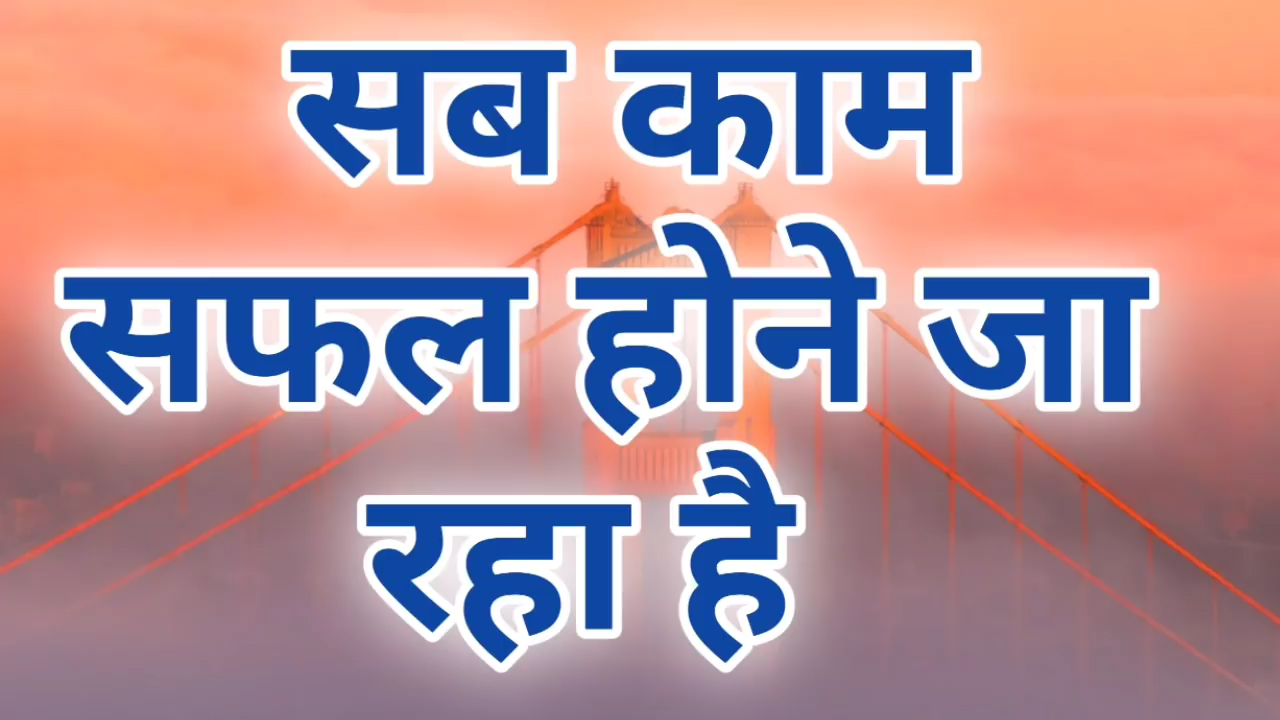 सब काम
सफल होने जा
रहा है